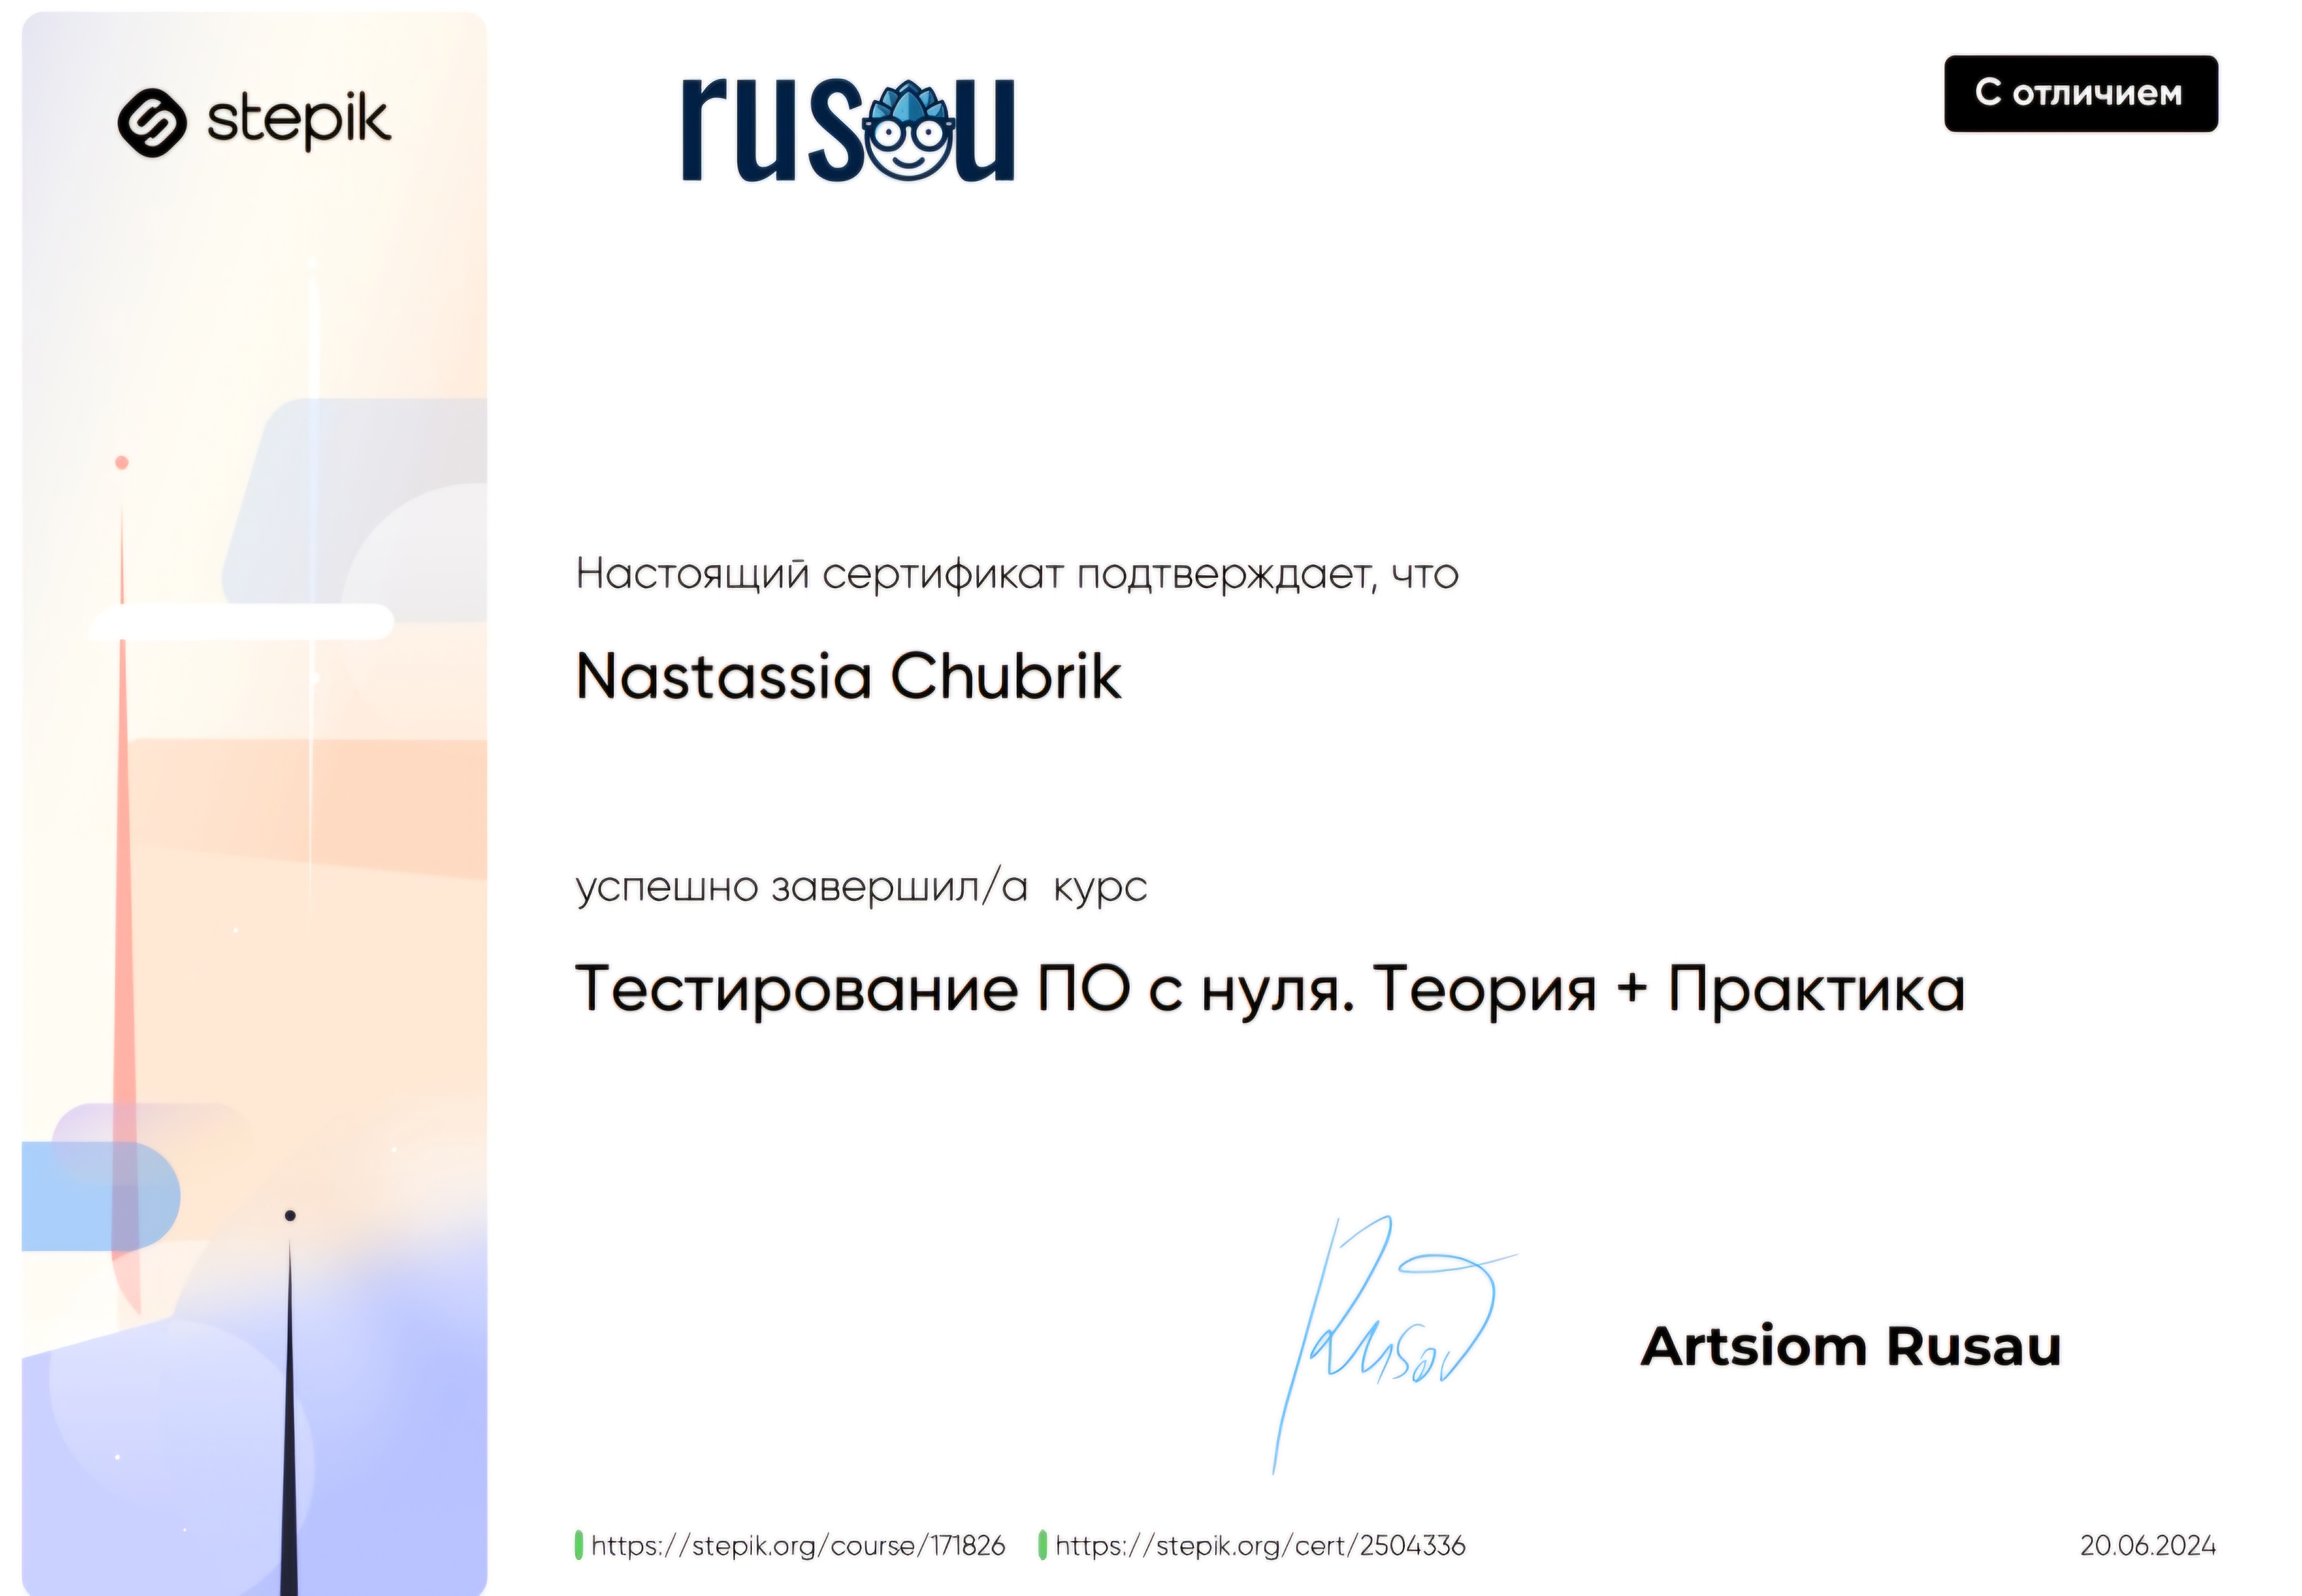 stepik
rusau
С отличием
Настоящий сертификат подтверждает, что
Nastassia Chubrik
успешно завершил/а курс
Тестирование ПО с нуля. Теория + Практика
Rusau
Artsiom Rusau
https://stepik.org/course/171826
https://stepik.org/cert/2504336
20.06.2024